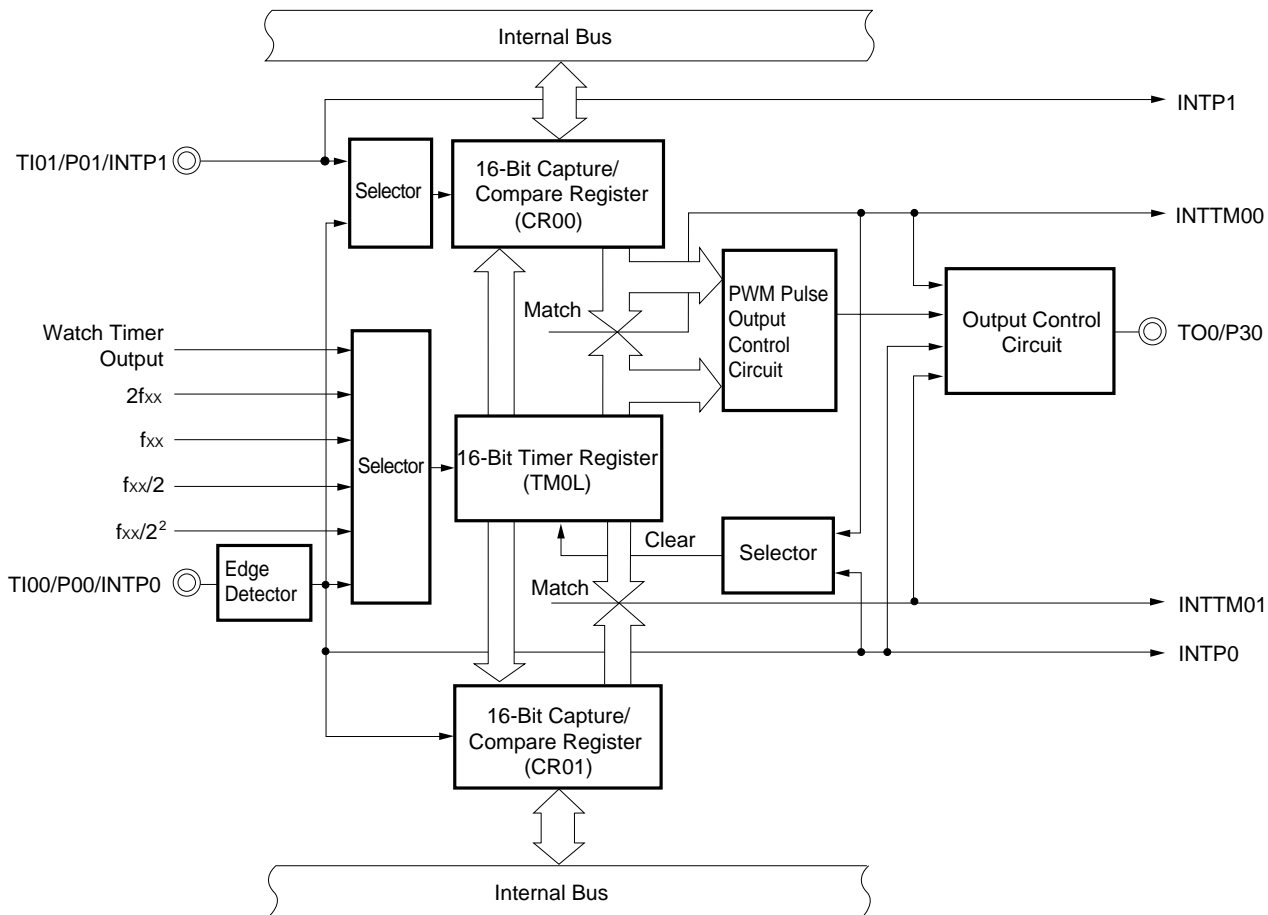 Internal Bus
INTP1
TI01/P01/INTP1
Selector
16-Bit Capture/
Compare Register
(CR00)
INTTM00
Match
PWM Pulse
Output
Control
Circuit
Output Control
Circuit
TO0/P30
Watch Timer
Output
2fxx
fxx
fxx/2
fxx/2²
Selector
16-Bit Timer Register
(TM0L)
Clear
Selector
TI00/P00/INTP0
Edge
Detector
Match
INTTM01
INTP0
16-Bit Capture/
Compare Register
(CR01)
Internal Bus